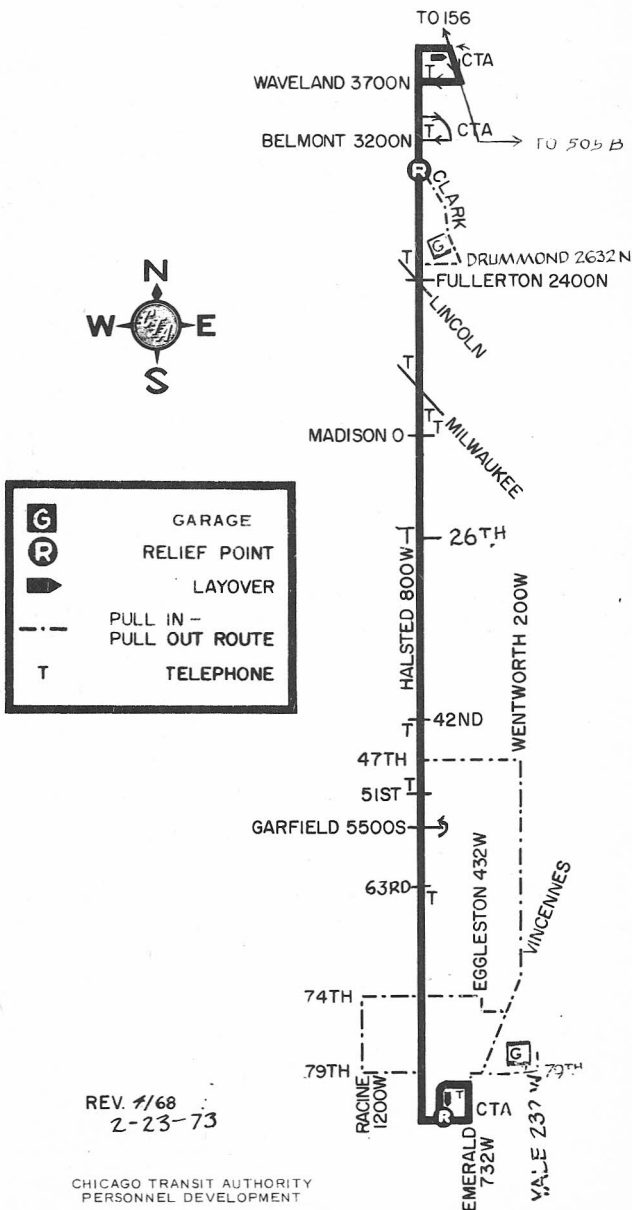 TO 156
CTA
T
WAVELAND 3700N
T
CTA
BELMONT 3200N
TO 505 B
R
CLARK
G
DRUMMOND 2632N
T
FULLERTON 2400N
LINCOLN
N
W E
S
T
T
T
MILWAUKEE
MADISON 0
G GARAGE
R RELIEF POINT
LAYOVER
PULL IN -
PULL OUT ROUTE
T TELEPHONE
T
26TH
HALSTED 800W
WENTWORTH 200W
42ND
T
47TH
T
51ST
GARFIELD 5500S
EGGLESTON 432W
VINCENNES
63RD
T
74TH
G
79TH
79TH
RACINE
1200W
T
CTA
R
EMERALD
732W
VALE 232 W
REV. 4/68
2-23-73
CHICAGO TRANSIT AUTHORITY
PERSONNEL DEVELOPMENT